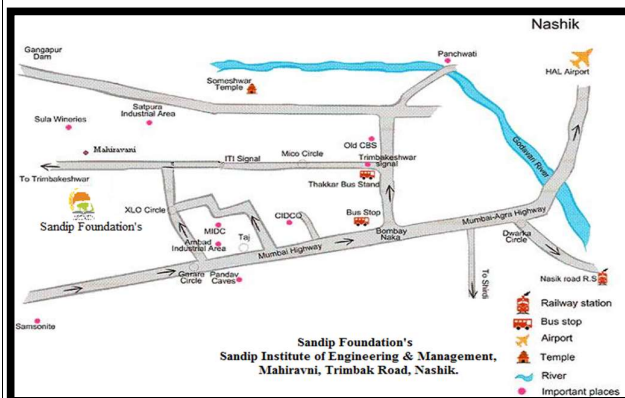 Nashik
Gangapur
Dam
Panchwati
HAL Airport
Someshwar
Temple
Satpura
Industrial Area
Sula Wineries
Old CBS
Mahiravani
ITI Signal
Mico Circle
Trimbakeshwar
signal
To Trimbakeshwar
Thakkar Bus Stand
Godavari River
XLO Circle
Sandip Foundation's
MIDC
CIDCO
Bus Stop
Mumbai-Agra Highway
Ambad
Industrial Area
Taj
Bombay
Naka
Mumbai Highway
Dwarka
Circle
Garare
Circle
Pandav
Caves
To Shirdi
Nasik road R.S
Samsonite
Railway station
Bus stop
Airport
Temple
River
Important places
Sandip Foundation's
Sandip Institute of Engineering & Management,
Mahiravni, Trimbak Road, Nashik.